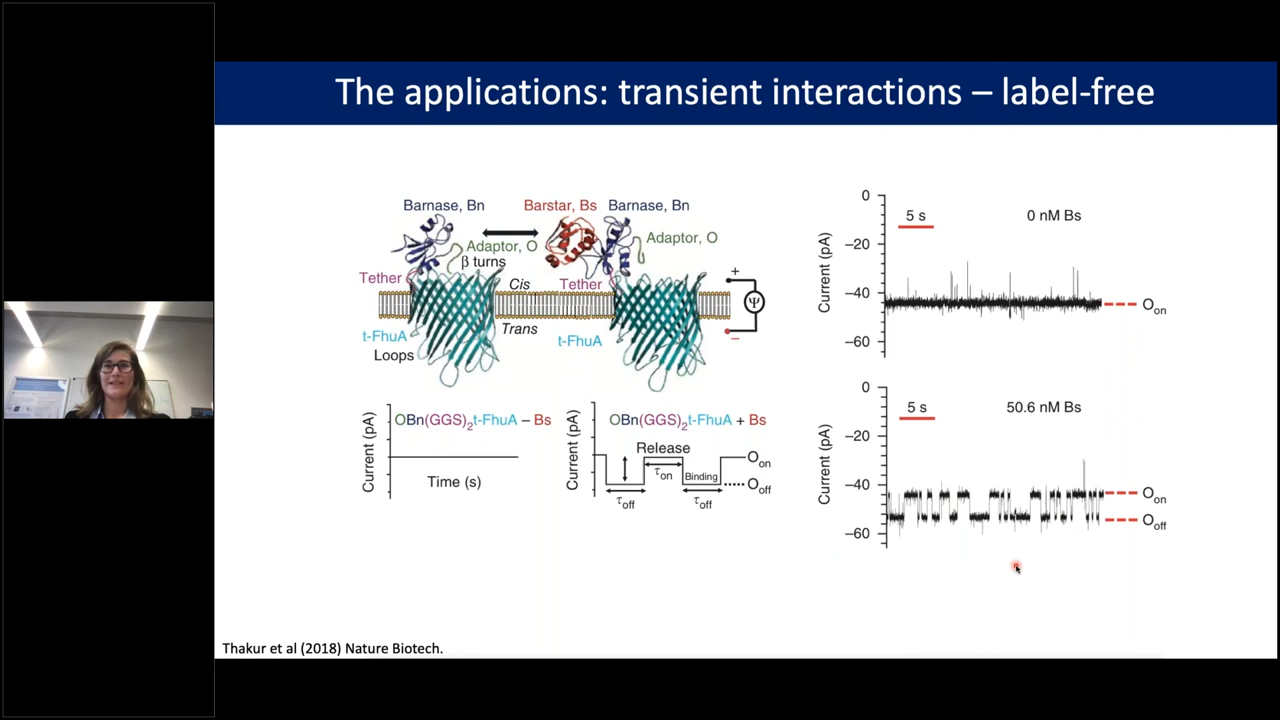 The applications: transient interactions – label-free
Barnase, Bn
Barstar, Bs
Barnase, Bn
Adaptor, O
Adaptor, O
β turns
Tether
Cis
Tether
+
Ψ
Trans
–
t-FhuA
t-FhuA
Loops
Current (pA)
OBn(GGS)2t-FhuA – Bs
Time (s)
Current (pA)
OBn(GGS)2t-FhuA + Bs
Release
Oon
τon
Binding
Ooff
τoff
τoff
0
5 s
0 nM Bs
–20
Current (pA)
–40
Oon
–60
0
5 s
50.6 nM Bs
–20
Current (pA)
–40
Oon
Ooff
–60
Thakur et al (2018) Nature Biotech.